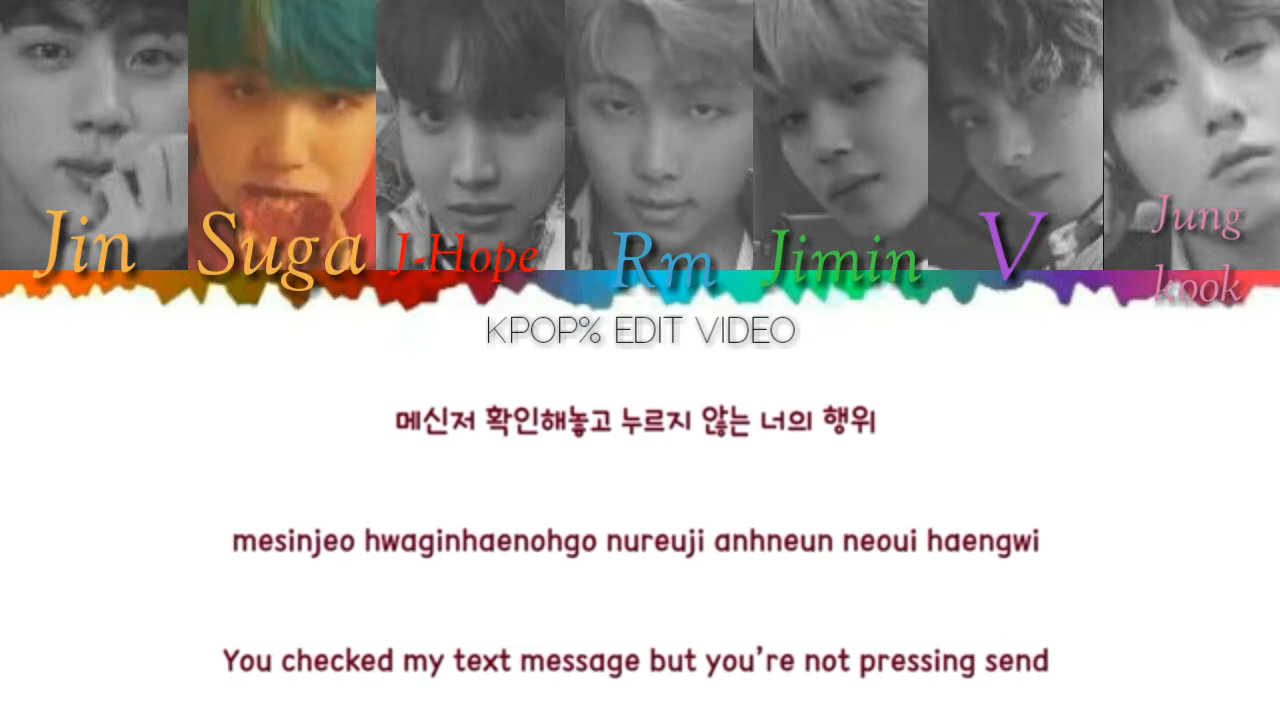 Jin Suga J-Hope Rm Jimin V Jung
kook
KPOP% EDIT VIDEO
메신저 확인해놓고 누르지 않는 너의 행위
mesinjeo hwaginhaenohgo nureuji anhneun neoui haengwi
You checked my text message but you’re not pressing send